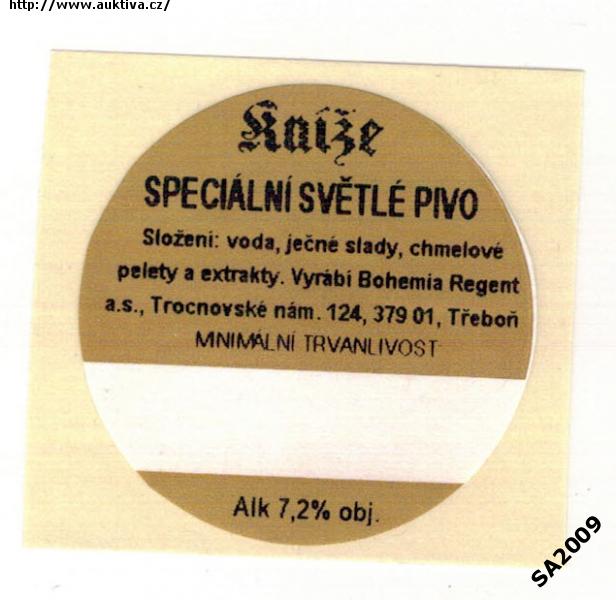 http://www.auktiva.cz/
Kníže
SPECIÁLNÍ SVĚTLÉ PIVO
Složení: voda, ječné slady, chmelové
pelety a extrakty. Vyrábí Bohemia Regent
a.s., Trocnovské nám. 124, 379 01, Třeboň
MINIMÁLNÍ TRVANLIVOST
Alk 7,2% obj.
SA2009